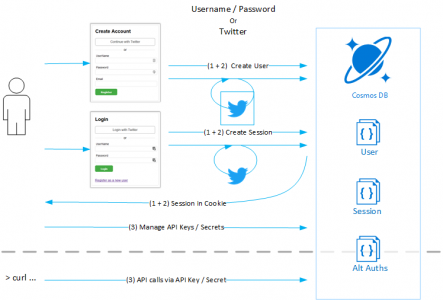 Username / Password
Or
Twitter
Create Account
Continue with Twitter
or
Username
Password
Email
Register
(1 + 2) Create User
Cosmos DB
Login
Login with Twitter
or
Username
Password
Login
Register as a new user
(1 + 2) Create Session
User
(1 + 2) Session in Cookie
Session
(3) Manage API Keys / Secrets
Alt Auths
> curl ...
(3) API calls via API Key / Secret